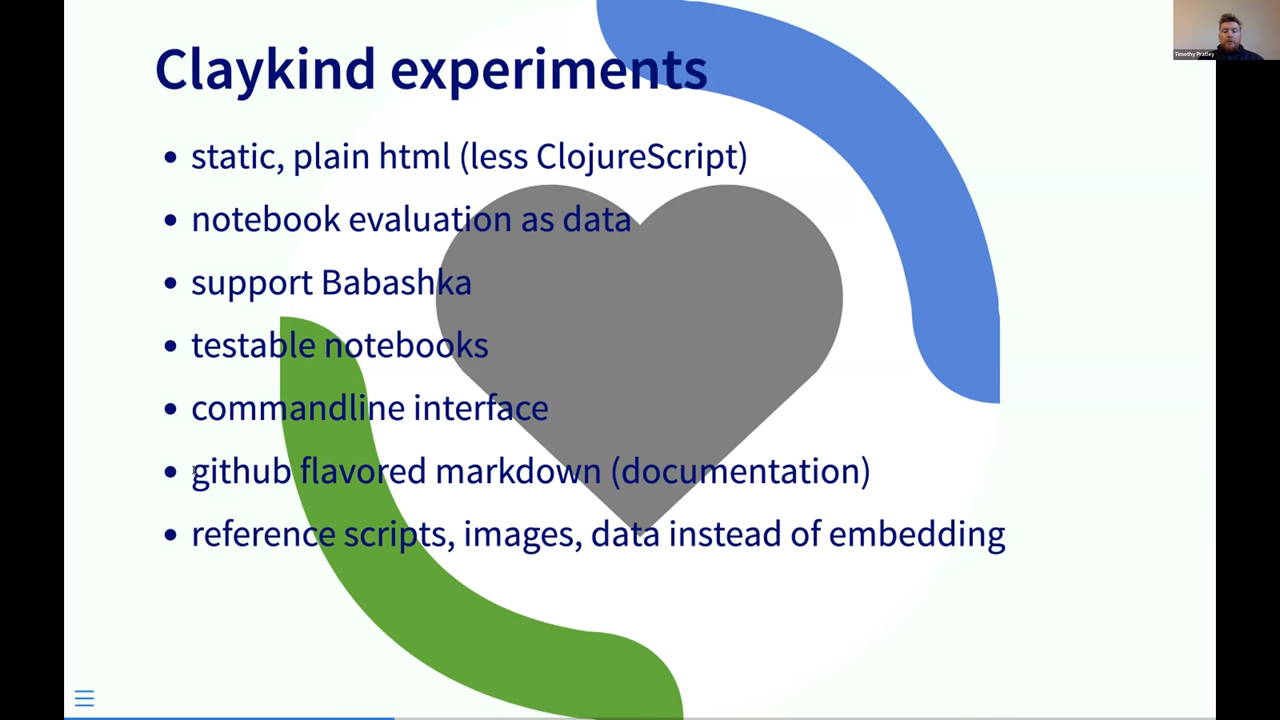 Claykind experiments
static, plain html (less ClojureScript)
notebook evaluation as data
support Babashka
testable notebooks
commandline interface
github flavored markdown (documentation)
reference scripts, images, data instead of embedding
Timothy Pratley